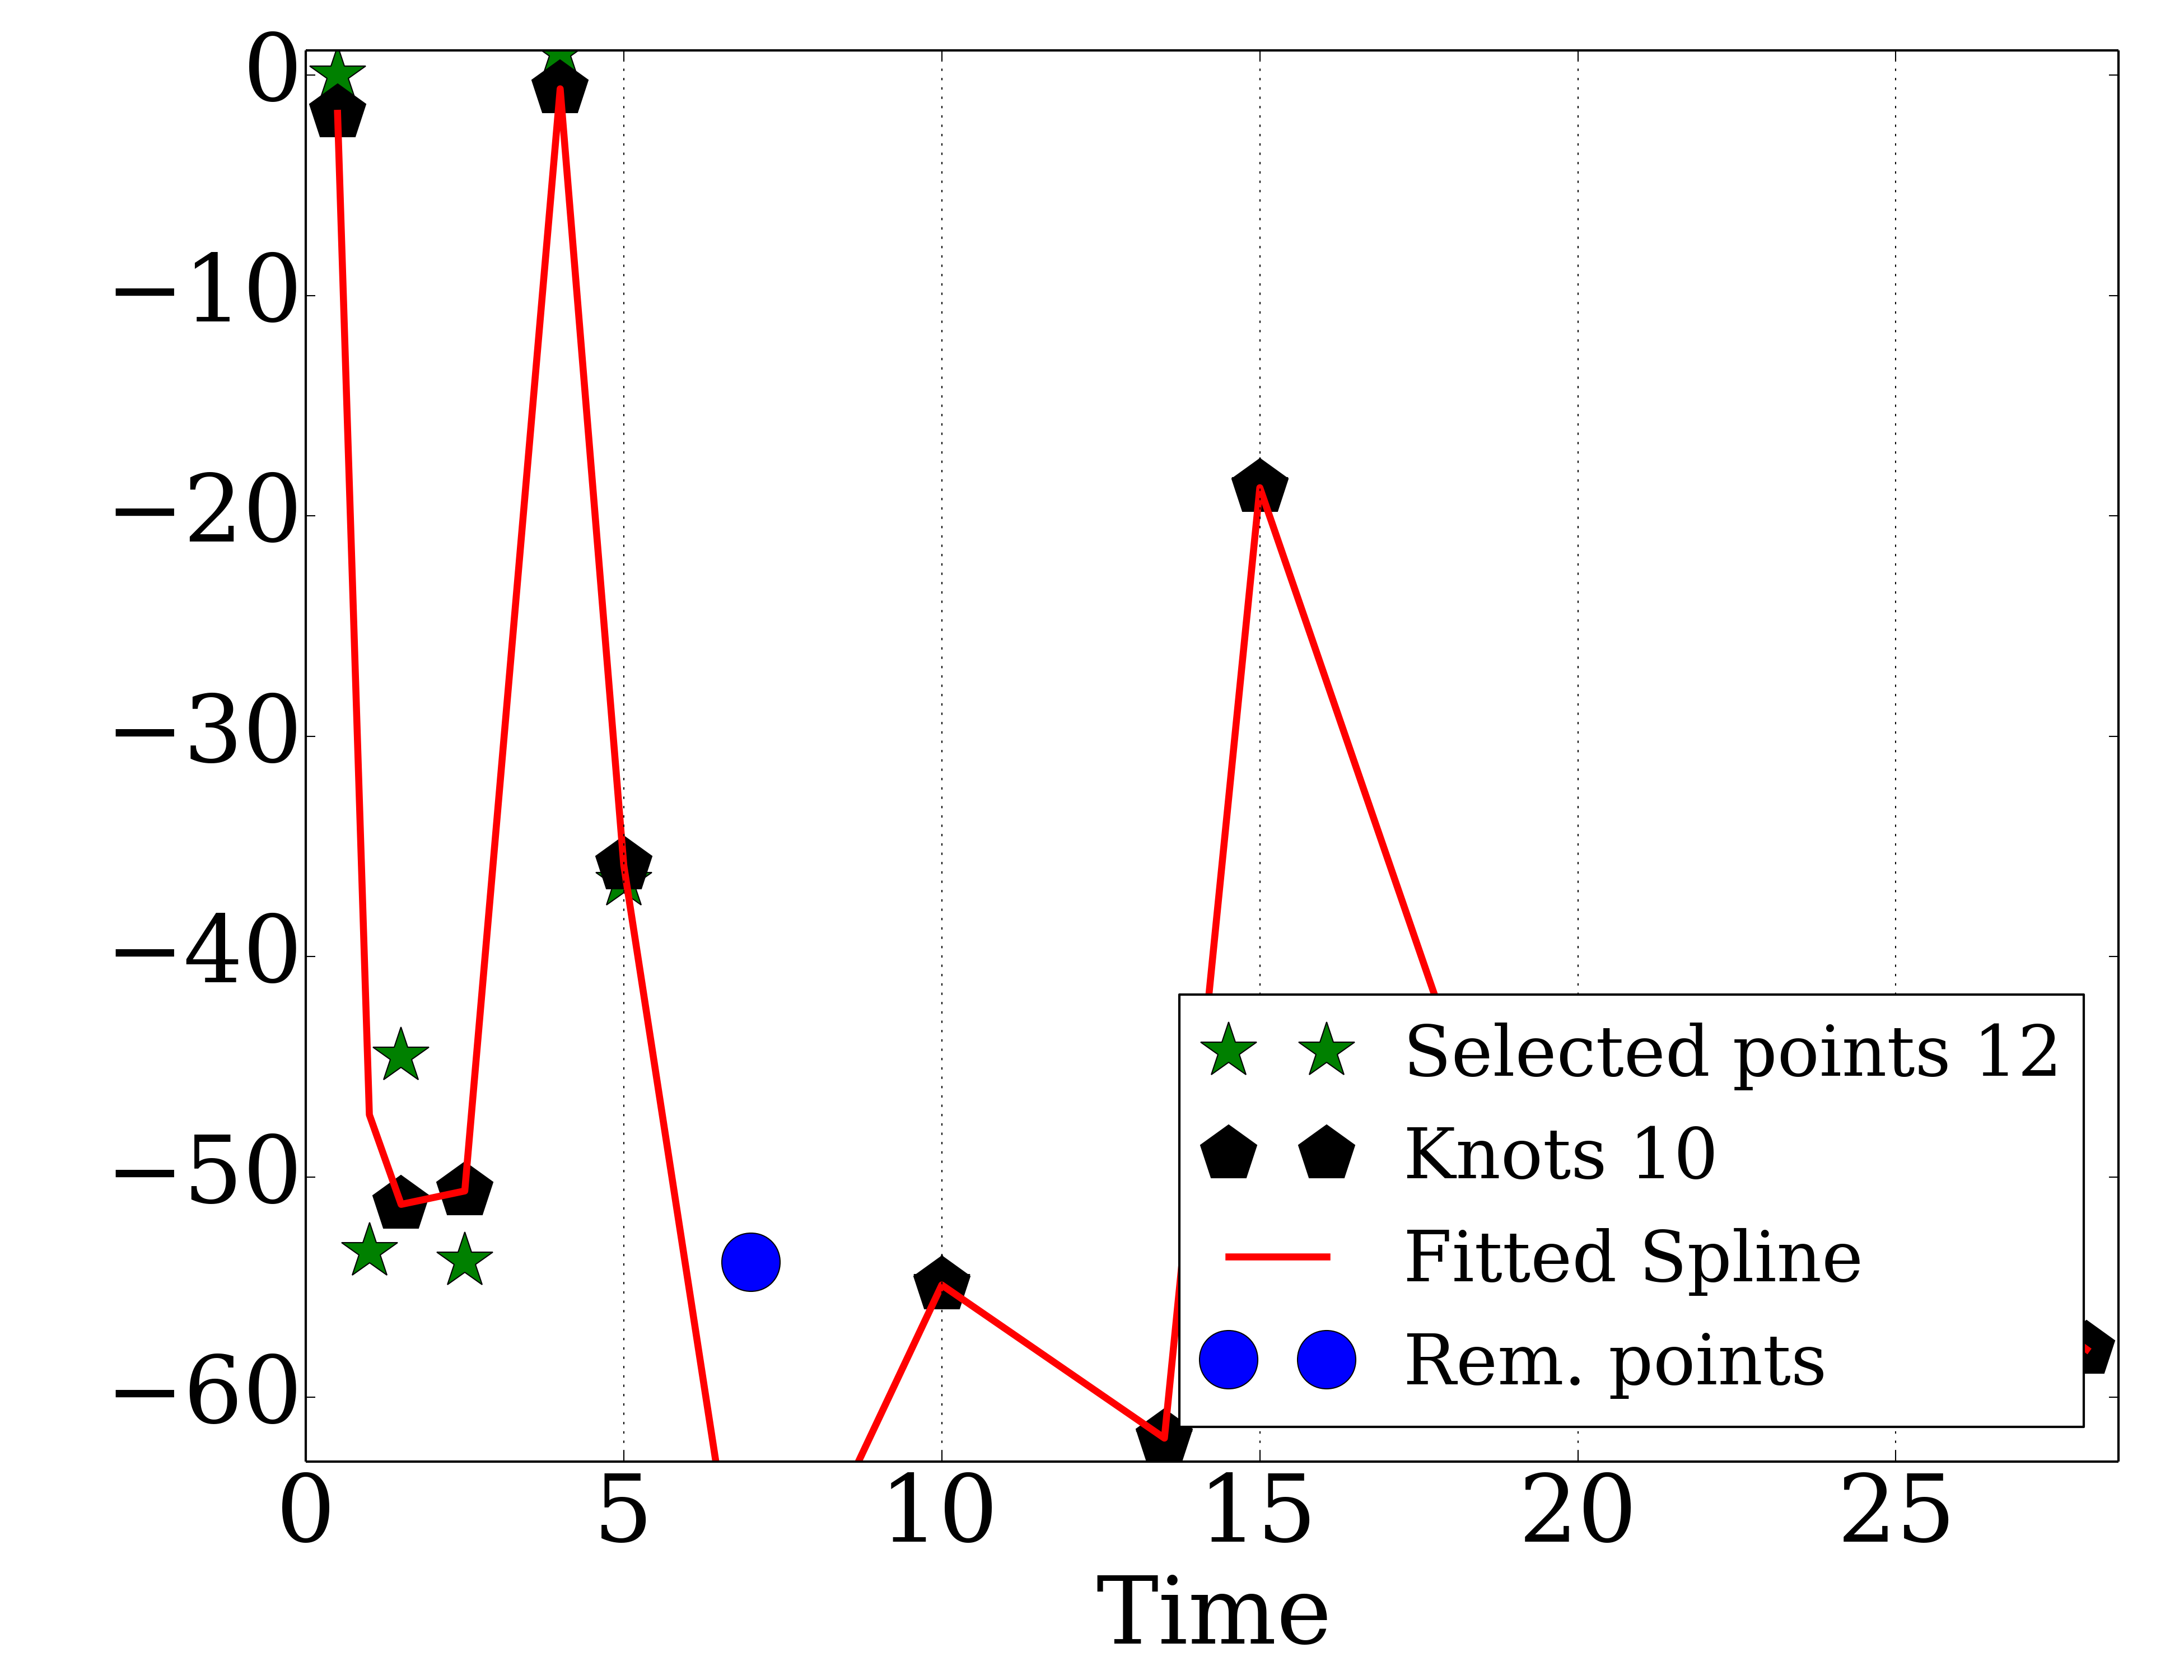 0
−10
−20
−30
−40
−50
−60
Selected points 12
Knots 10
Fitted Spline
Rem. points
0 5 10 15 20 25
Time